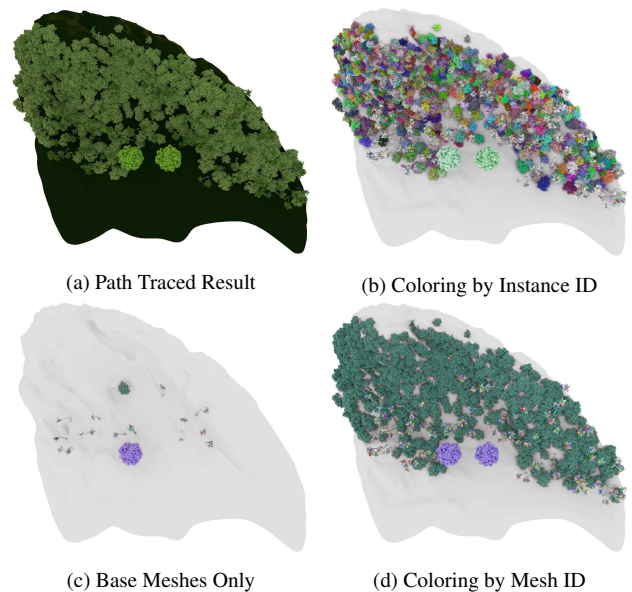 (a) Path Traced Result
(b) Coloring by Instance ID
(c) Base Meshes Only
(d) Coloring by Mesh ID